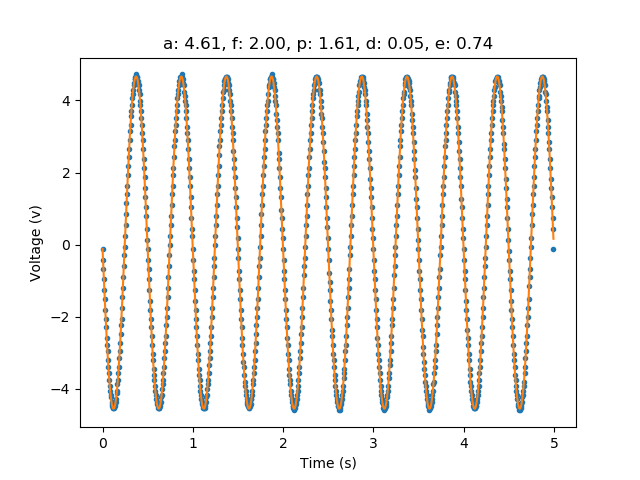 a: 4.61, f: 2.00, p: 1.61, d: 0.05, e: 0.74
4
2
0
−2
−4
Voltage (v)
0 1 2 3 4 5
Time (s)